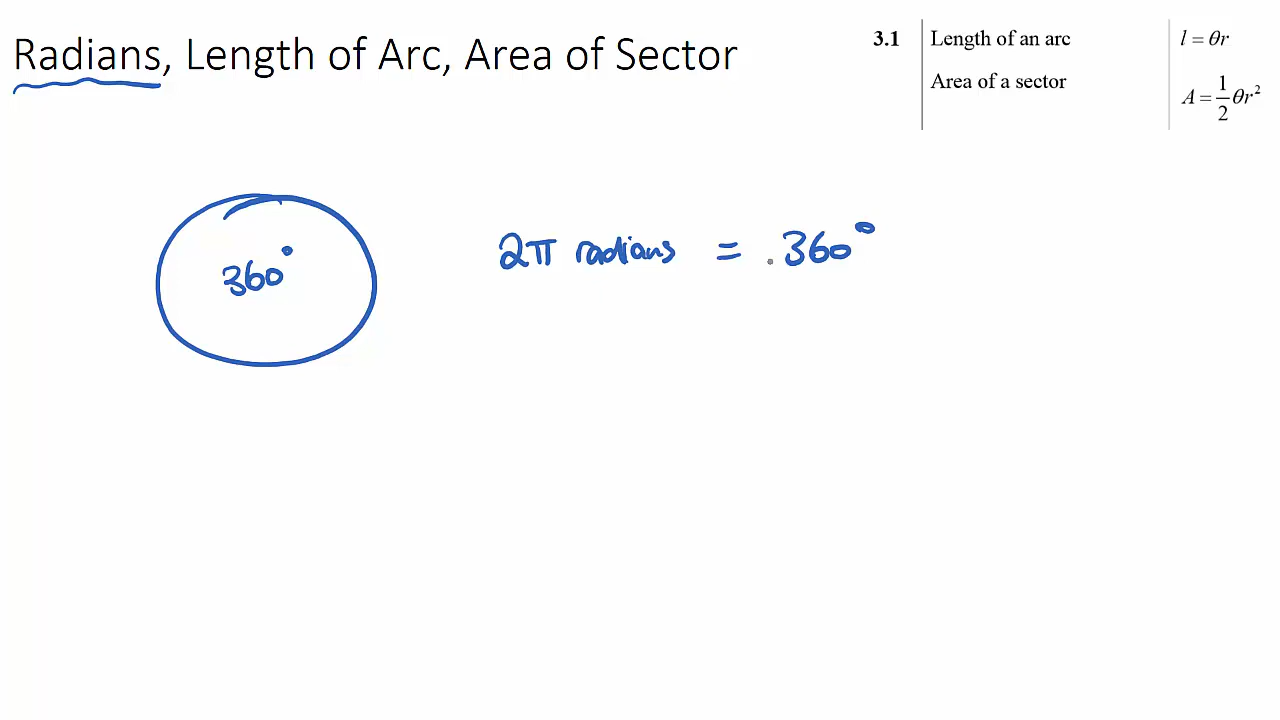 Radians, Length of Arc, Area of Sector
3.1 Length of an arc l = θr
Area of a sector A = 1/2 θr²
360°
2π radians = 360°